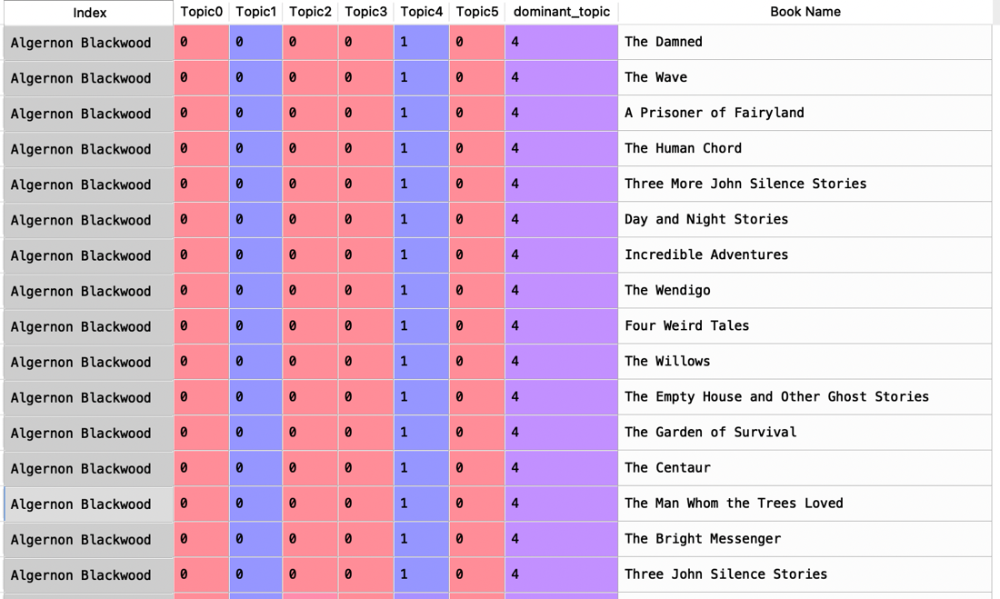 Index Topic0 Topic1 Topic2 Topic3 Topic4 Topic5 dominant_topic Book Name
Algernon Blackwood 0 0 0 0 1 0 4 The Damned
Algernon Blackwood 0 0 0 0 1 0 4 The Wave
Algernon Blackwood 0 0 0 0 1 0 4 A Prisoner of Fairyland
Algernon Blackwood 0 0 0 0 1 0 4 The Human Chord
Algernon Blackwood 0 0 0 0 1 0 4 Three More John Silence Stories
Algernon Blackwood 0 0 0 0 1 0 4 Day and Night Stories
Algernon Blackwood 0 0 0 0 1 0 4 Incredible Adventures
Algernon Blackwood 0 0 0 0 1 0 4 The Wendigo
Algernon Blackwood 0 0 0 0 1 0 4 Four Weird Tales
Algernon Blackwood 0 0 0 0 1 0 4 The Willows
Algernon Blackwood 0 0 0 0 1 0 4 The Empty House and Other Ghost Stories
Algernon Blackwood 0 0 0 0 1 0 4 The Garden of Survival
Algernon Blackwood 0 0 0 0 1 0 4 The Centaur
Algernon Blackwood 0 0 0 0 1 0 4 The Man Whom the Trees Loved
Algernon Blackwood 0 0 0 0 1 0 4 The Bright Messenger
Algernon Blackwood 0 0 0 0 1 0 4 Three John Silence Stories